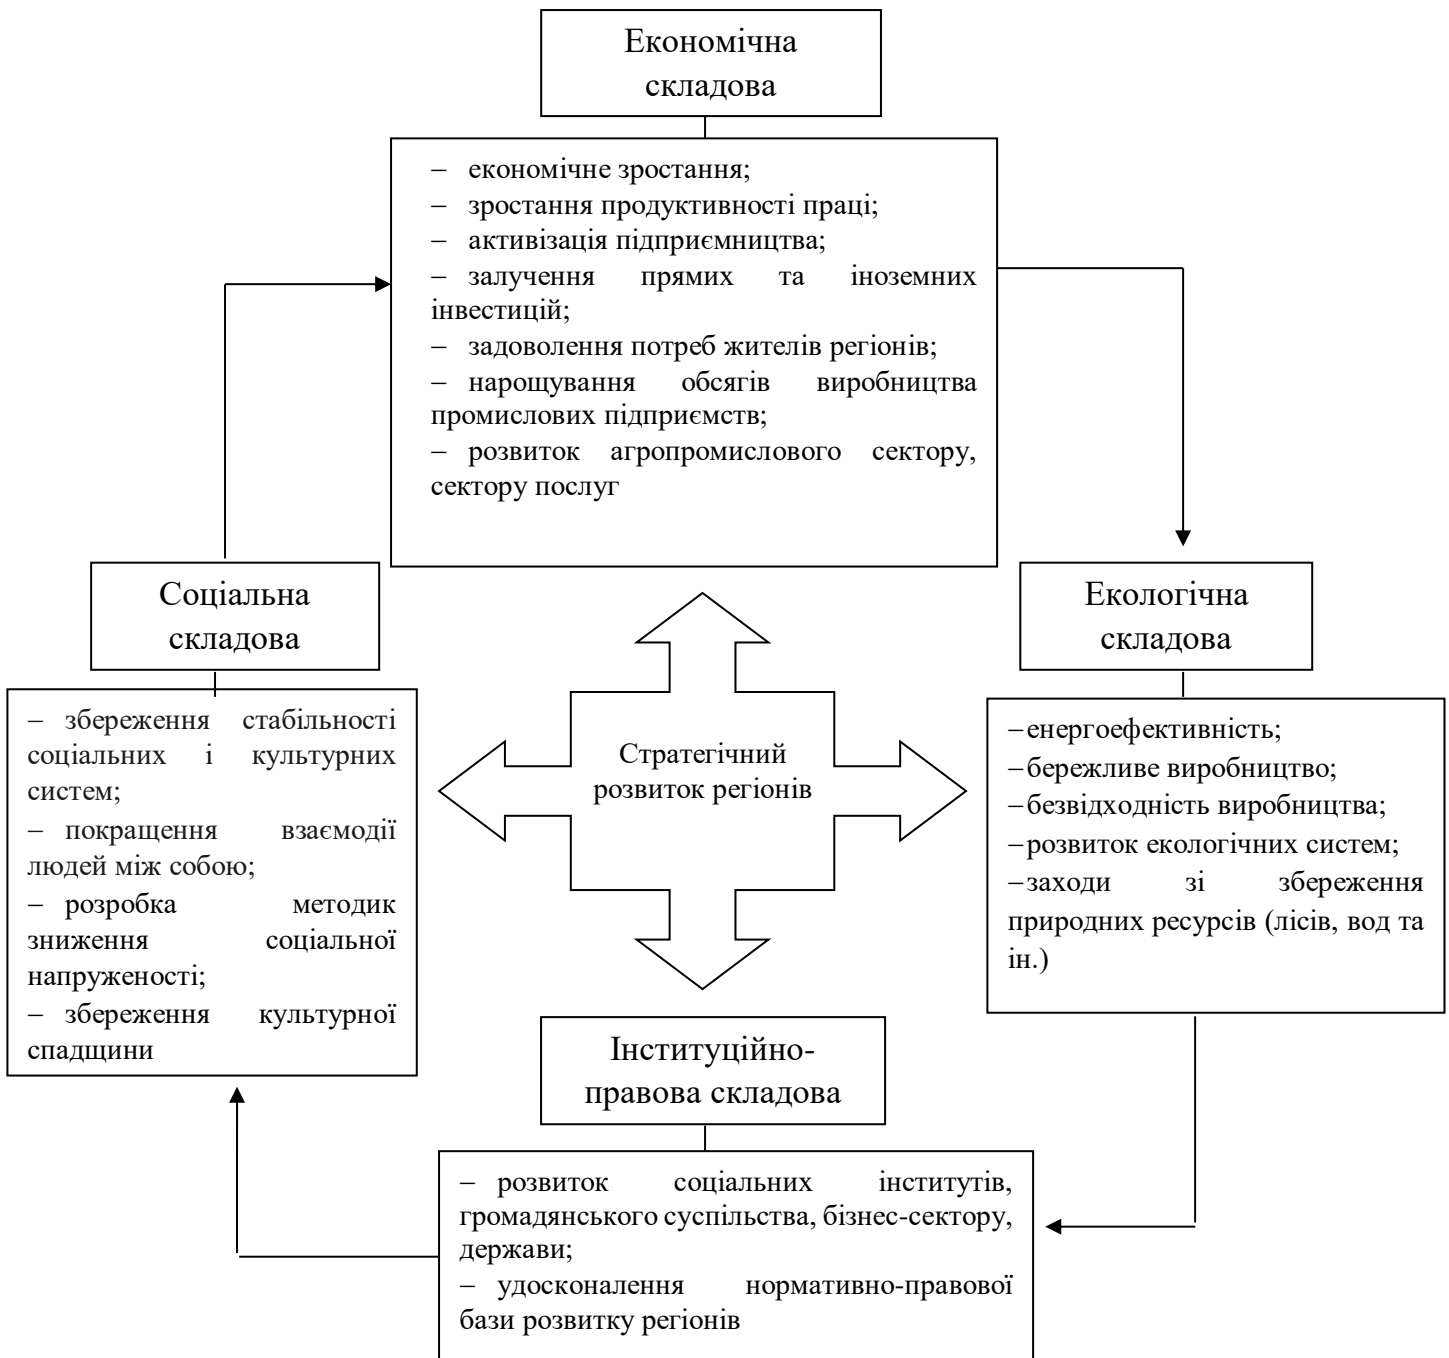 Економічна
складова
– економічне зростання;
– зростання продуктивності праці;
– активізація підприємництва;
– залучення прямих та іноземних
інвестицій;
– задоволення потреб жителів регіонів;
– нарощування обсягів виробництва
промислових підприємств;
– розвиток агропромислового сектору,
сектору послуг
Соціальна
складова
– збереження стабільності
соціальних і культурних
систем;
– покращення взаємодії
людей між собою;
– розробка методик
зниження соціальної
напруженості;
– збереження культурної
спадщини
Стратегічний
розвиток регіонів
Екологічна
складова
– енергоефективність;
– бережливе виробництво;
– безвідходність виробництва;
– розвиток екологічних систем;
– заходи зі збереження
природних ресурсів (лісів, вод та
ін.)
Інституційно-
правова складова
– розвиток соціальних інститутів,
громадянського суспільства, бізнес-сектору,
держави;
– удосконалення нормативно-правової
бази розвитку регіонів